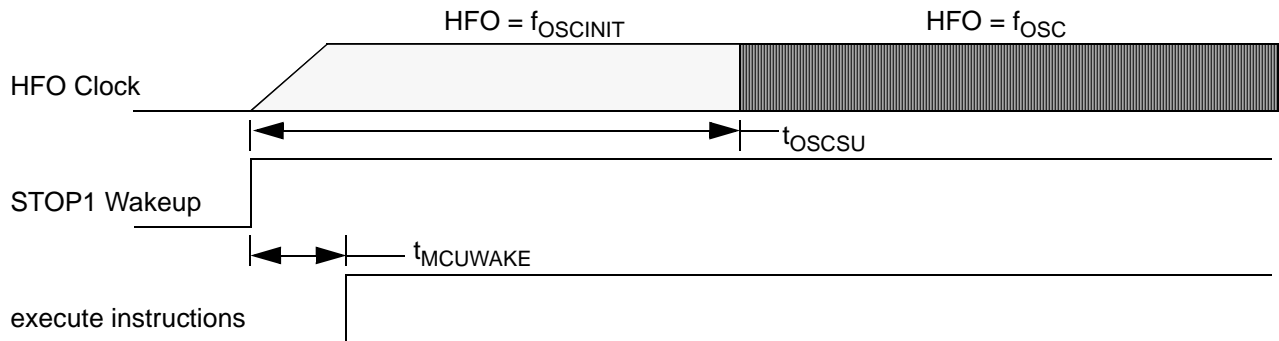 HFO = fOSCINIT HFO = fOSC
HFO Clock
tOSCSU
STOP1 Wakeup
tMCUWAKE
execute instructions